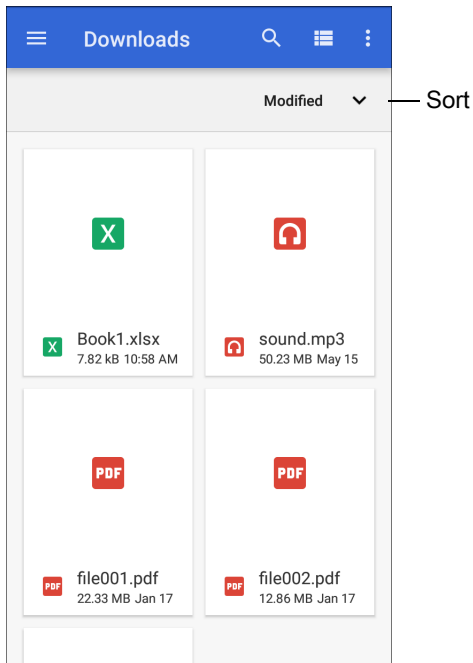 Downloads
Modified
Sort
X
X Book1.xlsx
7.82 kB 10:58 AM
sound.mp3
50.23 MB May 15
PDF
PDF file001.pdf
22.33 MB Jan 17
PDF
PDF file002.pdf
12.86 MB Jan 17